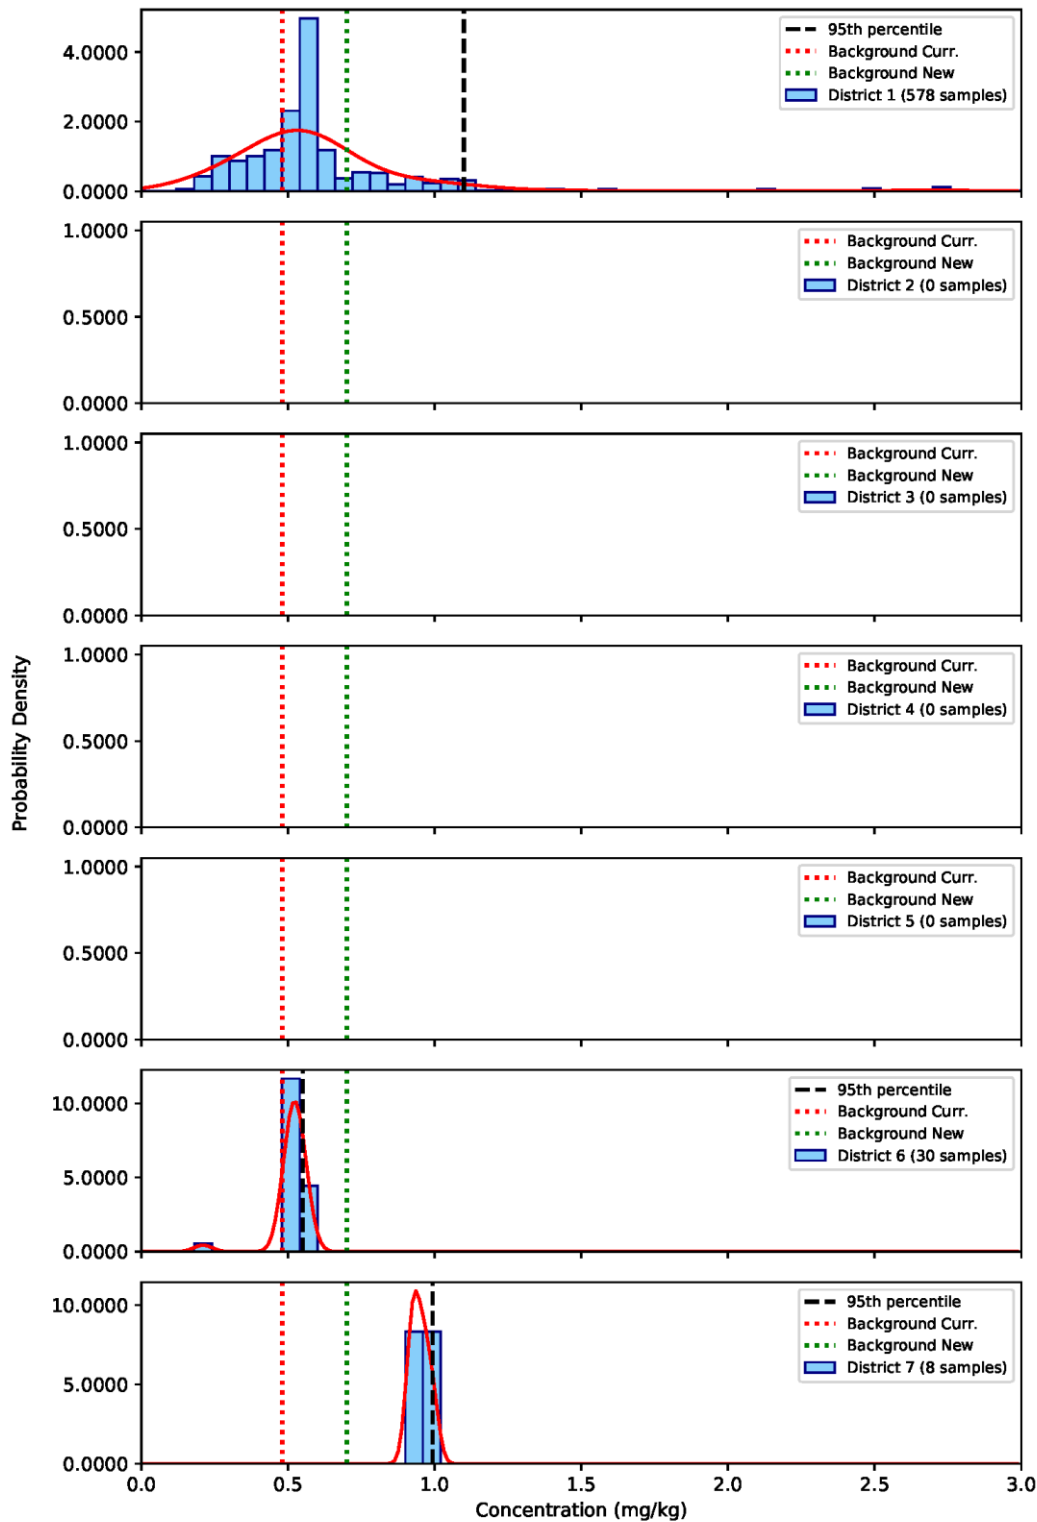 4.0000
2.0000
0.0000
95th percentile
Background Curr.
Background New
District 1 (578 samples)
1.0000
0.5000
0.0000
Background Curr.
Background New
District 2 (0 samples)
1.0000
0.5000
0.0000
Background Curr.
Background New
District 3 (0 samples)
1.0000
0.5000
0.0000
Background Curr.
Background New
District 4 (0 samples)
Probability Density
1.0000
0.5000
0.0000
Background Curr.
Background New
District 5 (0 samples)
10.0000
5.0000
0.0000
95th percentile
Background Curr.
Background New
District 6 (30 samples)
10.0000
5.0000
0.0000
95th percentile
Background Curr.
Background New
District 7 (8 samples)
0.0 0.5 1.0 1.5 2.0 2.5 3.0
Concentration (mg/kg)